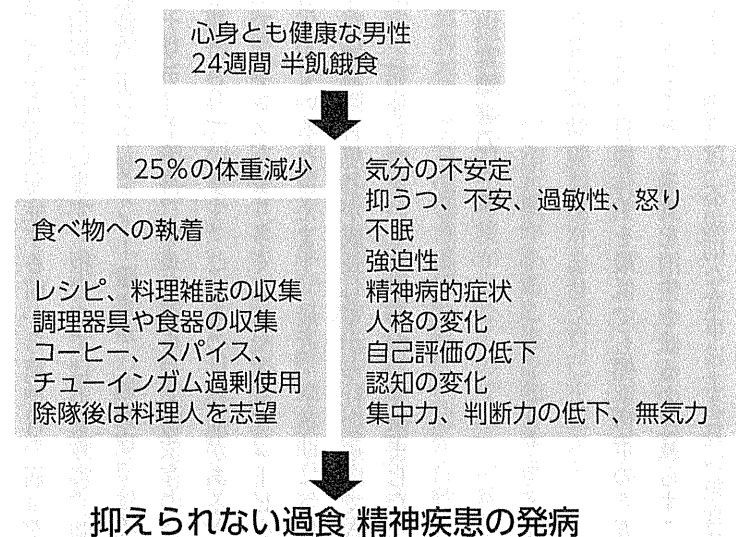 心身とも健康な男性
24週間 半飢餓食
25%の体重減少
食べ物への執着
レシピ、料理雑誌の収集
調理器具や食器の収集
コーヒー、スパイス、
チューインガム過剰使用
除隊後は料理人を志望
気分の不安定
抑うつ、不安、過敏性、怒り
不眠
強迫性
精神病的症状
人格の変化
自己評価の低下
認知の変化
集中力、判断力の低下、無気力
抑えられない過食 精神疾患の発病